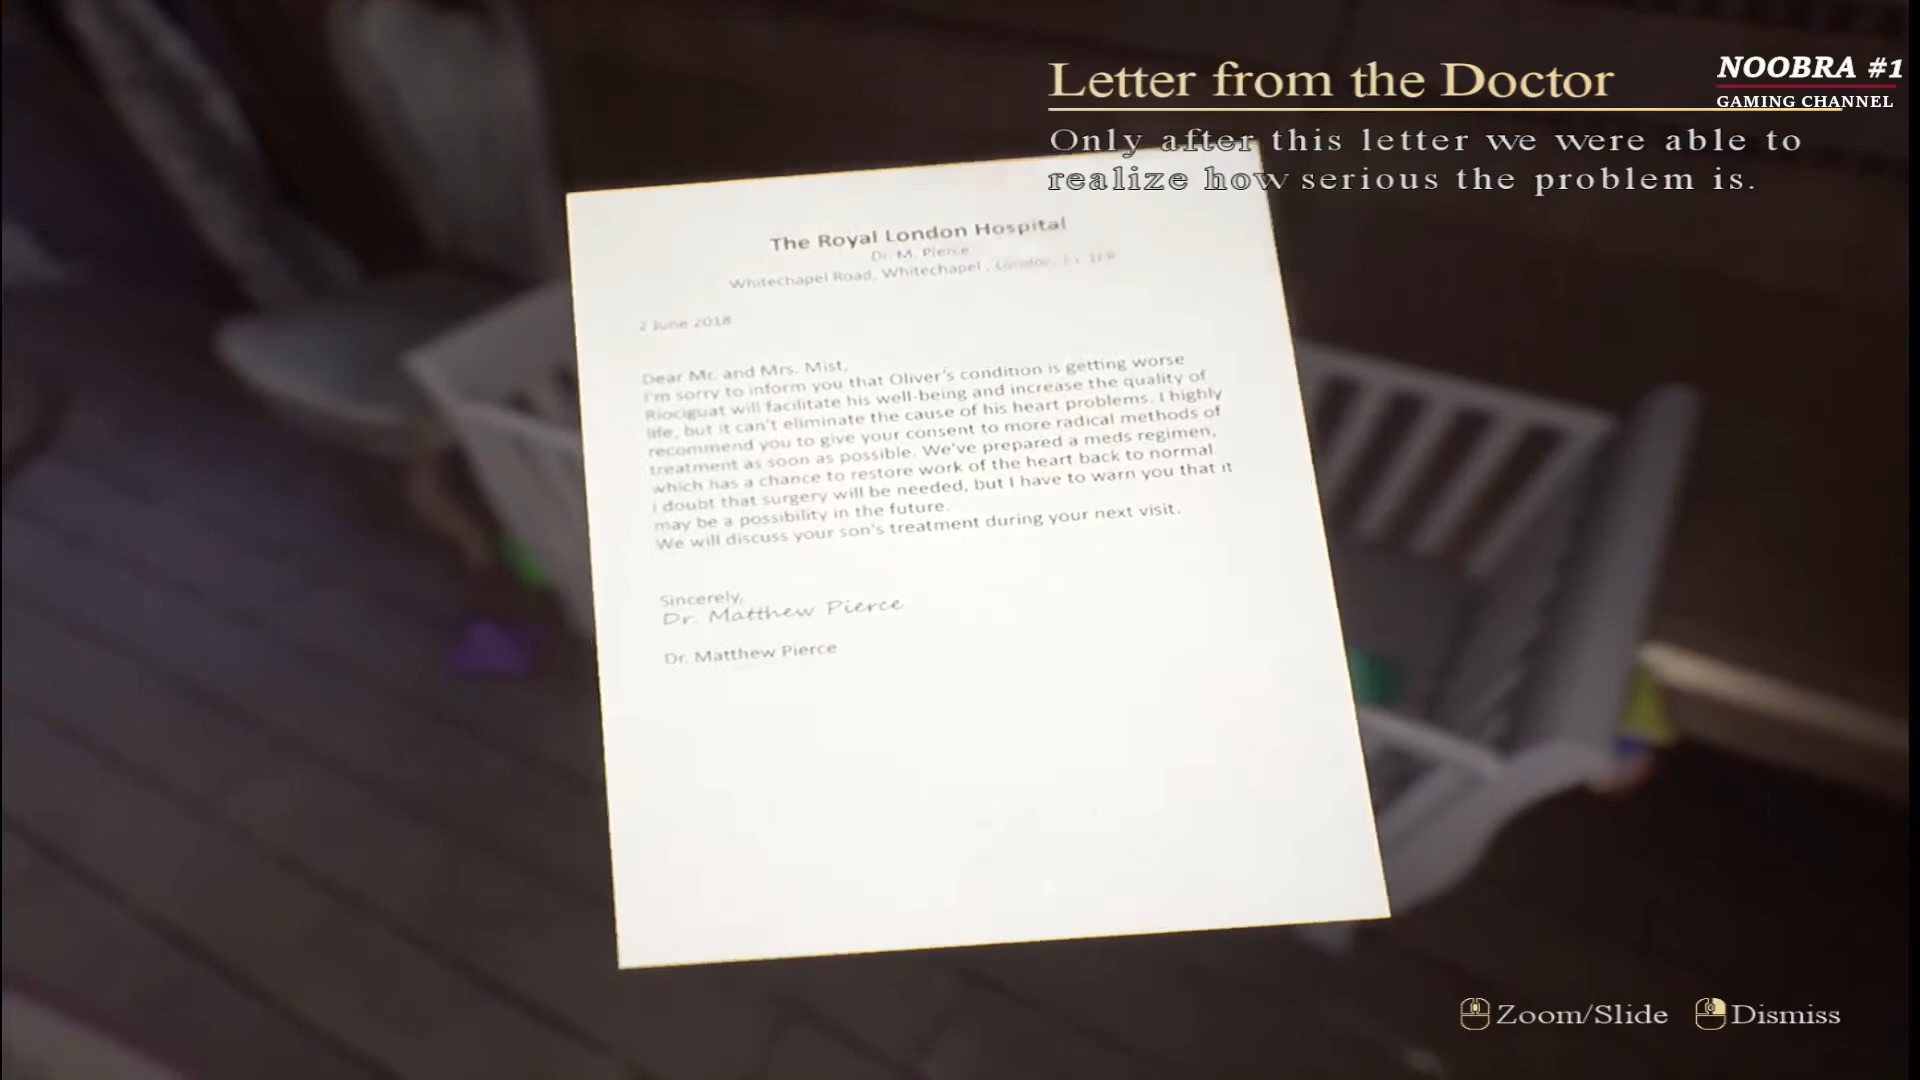 Letter from the Doctor
NOOBRA #1
GAMING CHANNEL
Only after this letter we were able to
realize how serious the problem is.
The Royal London Hospital
Dr. M. Pierce
Whitechapel Road, Whitechapel , London,
2 June 2018
Dear Mr. and Mrs. Mist,
I'm sorry to inform you that Oliver's condition is getting worse
Riociguat will facilitate his well-being and increase the quality of
life, but it can't eliminate the cause of his heart problems. I highly
recommend you to give your consent to more radical methods of
treatment as soon as possible. We've prepared a meds regimen,
which has a chance to restore work of the heart back to normal.
I doubt that surgery will be needed, but I have to warn you that it
may be a possibility in the future.
We will discuss your son's treatment during your next visit.
Sincerely,
Dr. Matthew Pierce
Dr. Matthew Pierce
Zoom/Slide
Dismiss